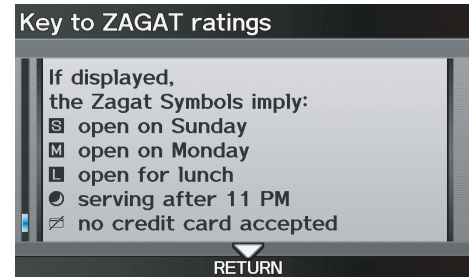 Key to ZAGAT ratings
If displayed,
the Zagat Symbols imply:
S open on Sunday
M open on Monday
L open for lunch
serving after 11 PM
no credit card accepted
RETURN